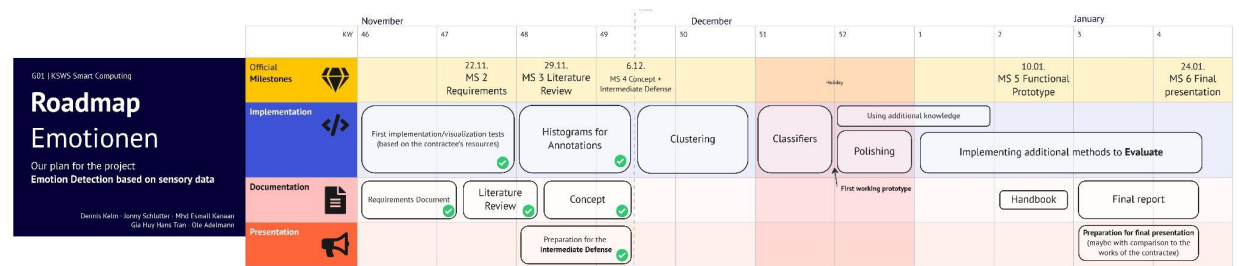 November
December
January
KW
46
47
48
49
50
51
52
1
2
3
4
G01 | KSWS Smart Computing
Roadmap
Emotionen
Our plan for the project
Emotion Detection based on sensory data
Dennis Kelm · Jonny Schlutter · Mhd Esmail Kanaan
Gia Huy Hans Tran · Ole Adelmann
Official
Milestones
22.11.
MS 2
Requirements
29.11.
MS 3 Literature
Review
6.12.
MS 4 Concept +
Intermediate Defense
Holiday
10.01.
MS 5 Functional
Prototype
24.01.
MS 6 Final
presentation
Implementation
First implementation/visualization tests
(based on the contractee's resources)
Histograms for
Annotations
Clustering
Classifiers
Using additional knowledge
Polishing
Implementing additional methods to Evaluate
First working prototype
Documentation
Requirements Document
Literature
Review
Concept
Handbook
Final report
Presentation
Preparation for the
Intermediate Defense
Preparation for final presentation
(maybe with comparison to the
works of the contractee)